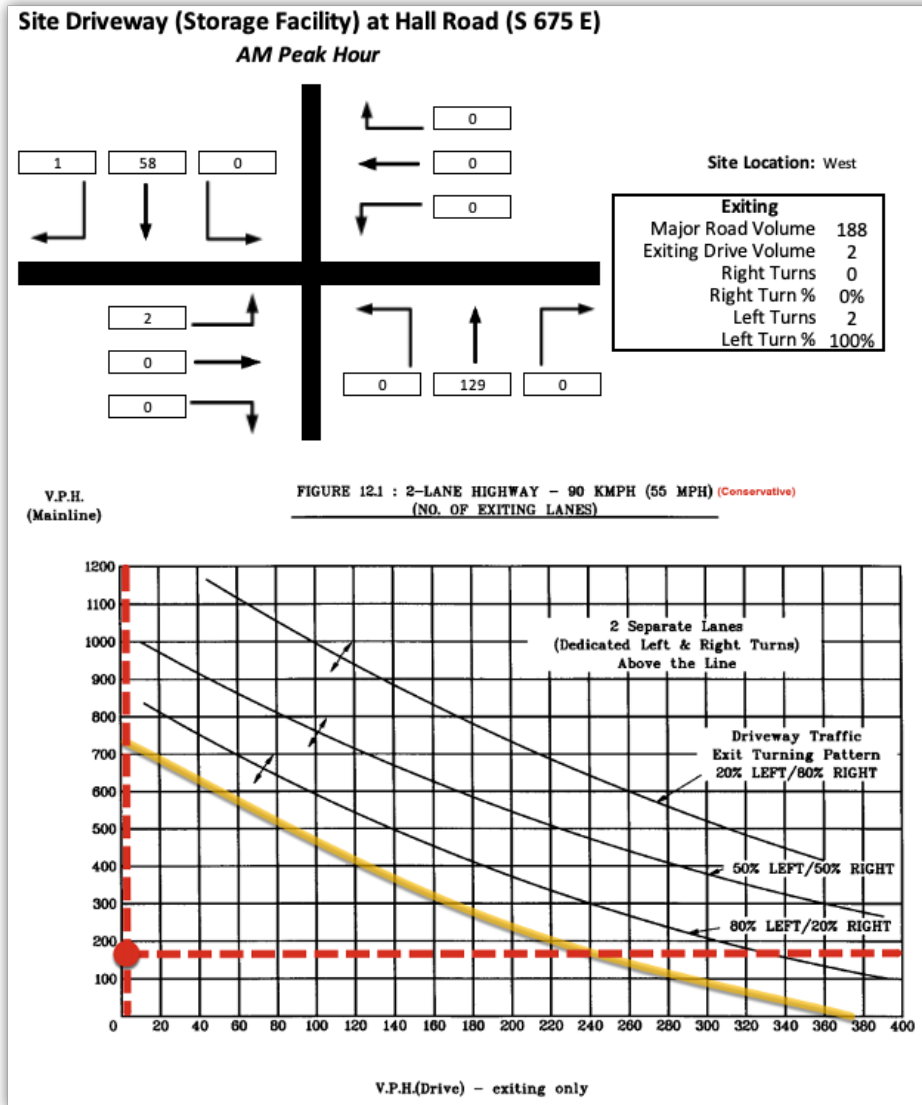 Site Driveway (Storage Facility) at Hall Road (S 675 E)
AM Peak Hour
0
1 58 0
0
0
Site Location: West
Exiting
Major Road Volume 188
Exiting Drive Volume 2
Right Turns 0
Right Turn % 0%
Left Turns 2
Left Turn % 100%
2
0
0
0 129 0
V.P.H.
(Mainline)
FIGURE 12.1 : 2-LANE HIGHWAY - 90 KMPH (55 MPH) (Conservative)
(NO. OF EXITING LANES)
1200
1100
1000
900
800
700
600
500
400
300
200
100
2 Separate Lanes
(Dedicated Left & Right Turns)
Above the Line
Driveway Traffic
Exit Turning Pattern
20% LEFT/80% RIGHT
50% LEFT/50% RIGHT
80% LEFT/20% RIGHT
0 20 40 60 80 100 120 140 160 180 200 220 240 260 280 300 320 340 360 380 400
V.P.H.(Drive) - exiting only